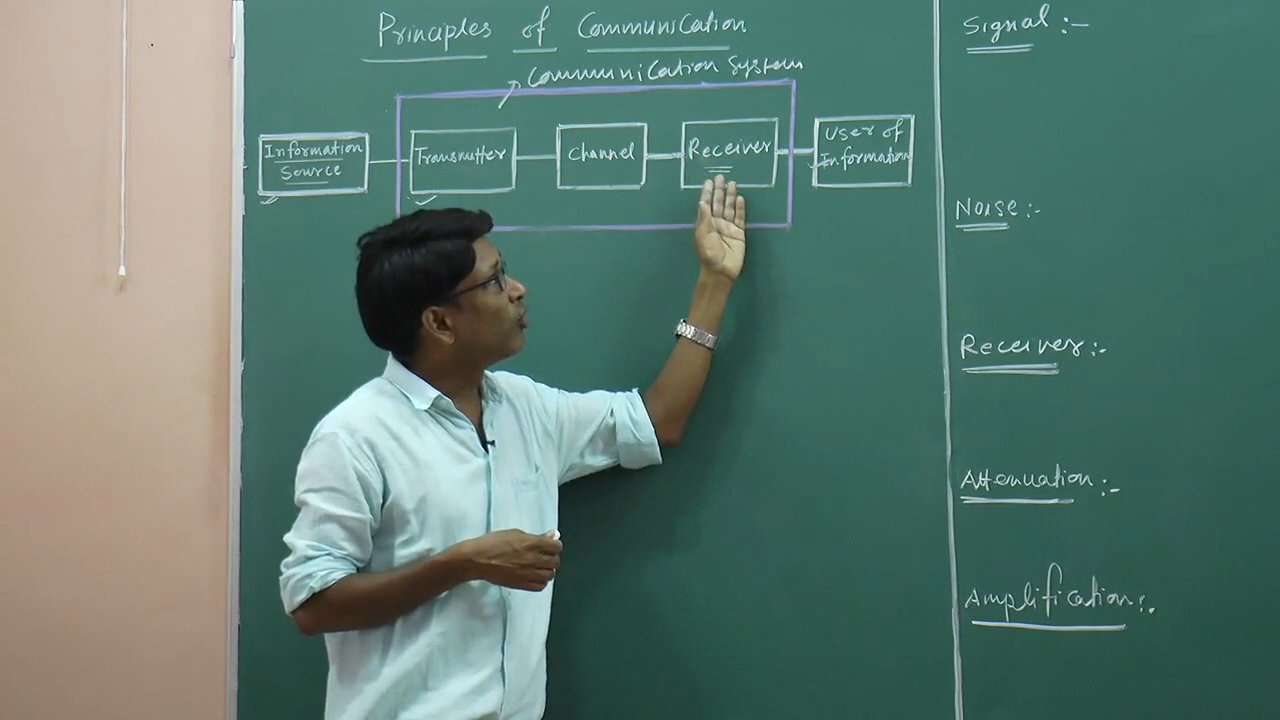 Principles of Communication
Communication System
Information
Source
Transmitter
Channel
Receiver
User of
Information
Signal :-
Noise :-
Receiver :-
Attenuation :-
Amplification :-